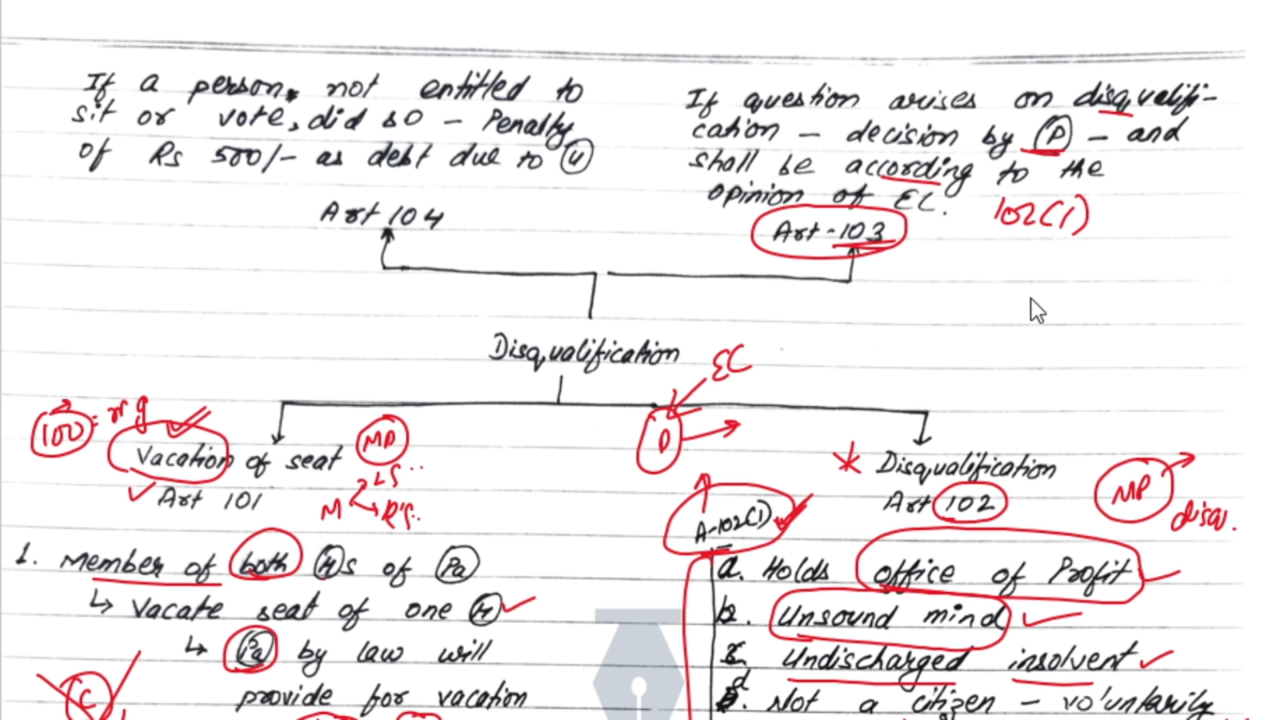 If a person, not entitled to
sit or vote, did so - Penalty
of Rs 500/- as debt due to U
Art 104
If question arises on disqualifi-
cation - decision by P - and
shall be according to the
opinion of EC.
102(1)
Art-103
Disqualification
EC
P
100
Vacation of seat
MP
Art 101
M
LS..
RS.
* Disqualification
Art 102
MP
disq.
A-102(1)
1. Member of both Hs of Pa
↳ Vacate seat of one H
↳ Pa by law will
provide for vacation
C
a. Holds office of Profit
b. Unsound mind
c. Undischarged insolvent
d. Not a citizen - voluntarily